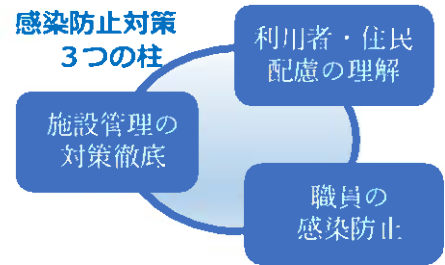 感染防止対策
3つの柱
利用者・住民
配慮の理解
施設管理の
対策徹底
職員の
感染防止